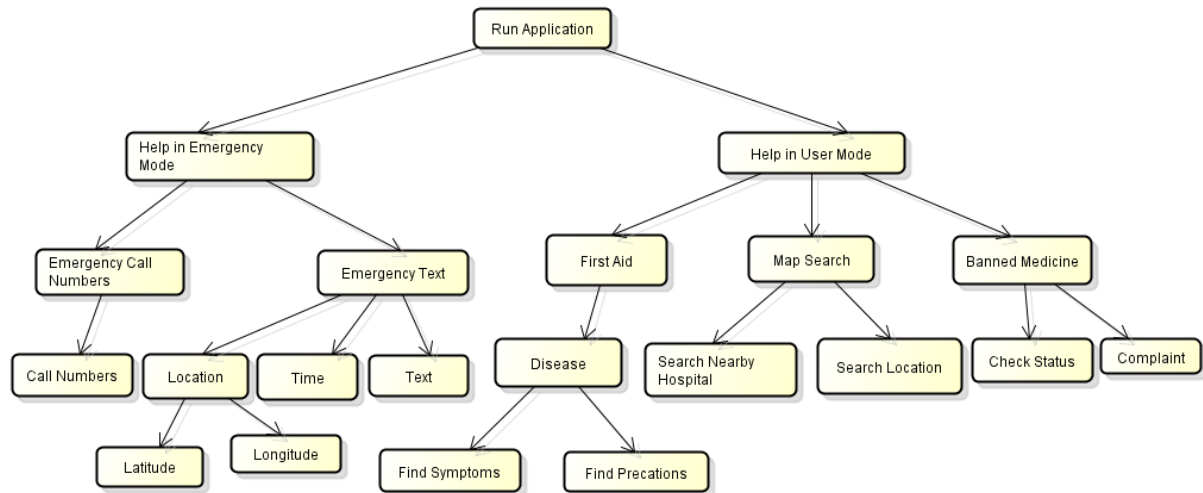 Run Application
Help in Emergency
Mode
Help in User Mode
Emergency Call
Numbers
Emergency Text
First Aid
Map Search
Banned Medicine
Call Numbers
Location
Time
Text
Disease
Search Nearby
Hospital
Search Location
Check Status
Complaint
Latitude
Longitude
Find Symptoms
Find Precations